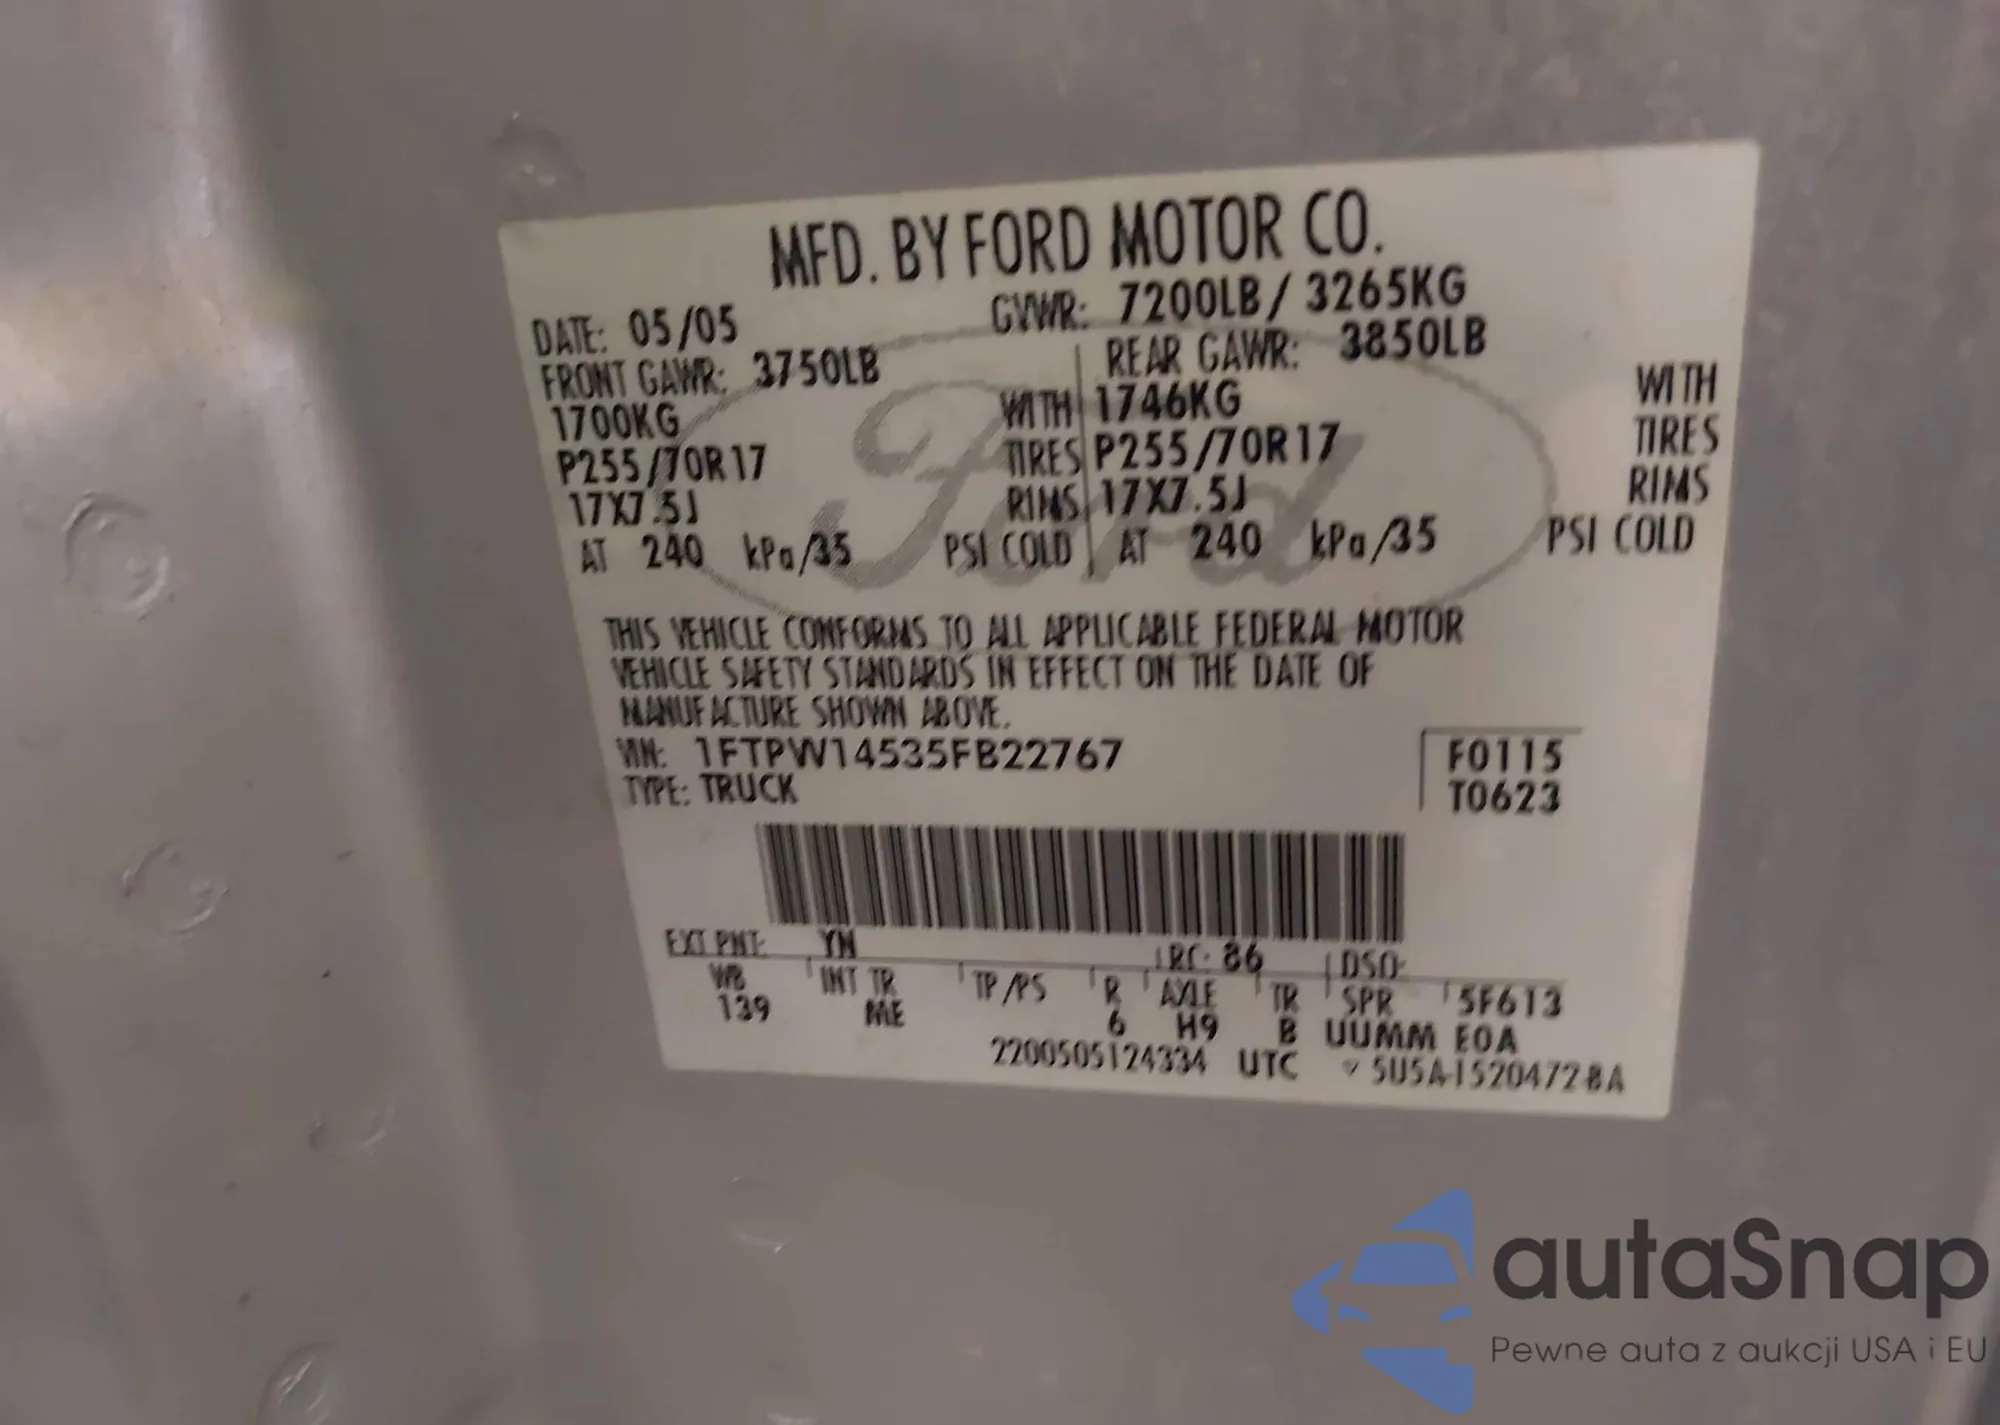 MFD. BY FORD MOTOR CO.
DATE: 05/05 GVWR: 7200LB / 3265KG
FRONT GAWR: 3750LB REAR GAWR: 3850LB
1700KG WITH 1746KG WITH
P255/70R17 TIRES P255/70R17 TIRES
17X7.5J RIMS 17X7.5J RIMS
AT 240 kPa/35 PSI COLD AT 240 kPa/35 PSI COLD
Ford
THIS VEHICLE CONFORMS TO ALL APPLICABLE FEDERAL MOTOR
VEHICLE SAFETY STANDARDS IN EFFECT ON THE DATE OF
MANUFACTURE SHOWN ABOVE.
VIN: 1FTPW14535FB22767 F0115
TYPE: TRUCK T0623
EXT PNT: YN RC: 86 DSO:
WB INT TR TP/PS R AXLE TR SPR 5F613
139 ME 6 H9 B UUMM EOA
2200505124334 UTC ▽ 5U5A-1520472-BA
autaSnap
Pewne auta z aukcji USA i EU